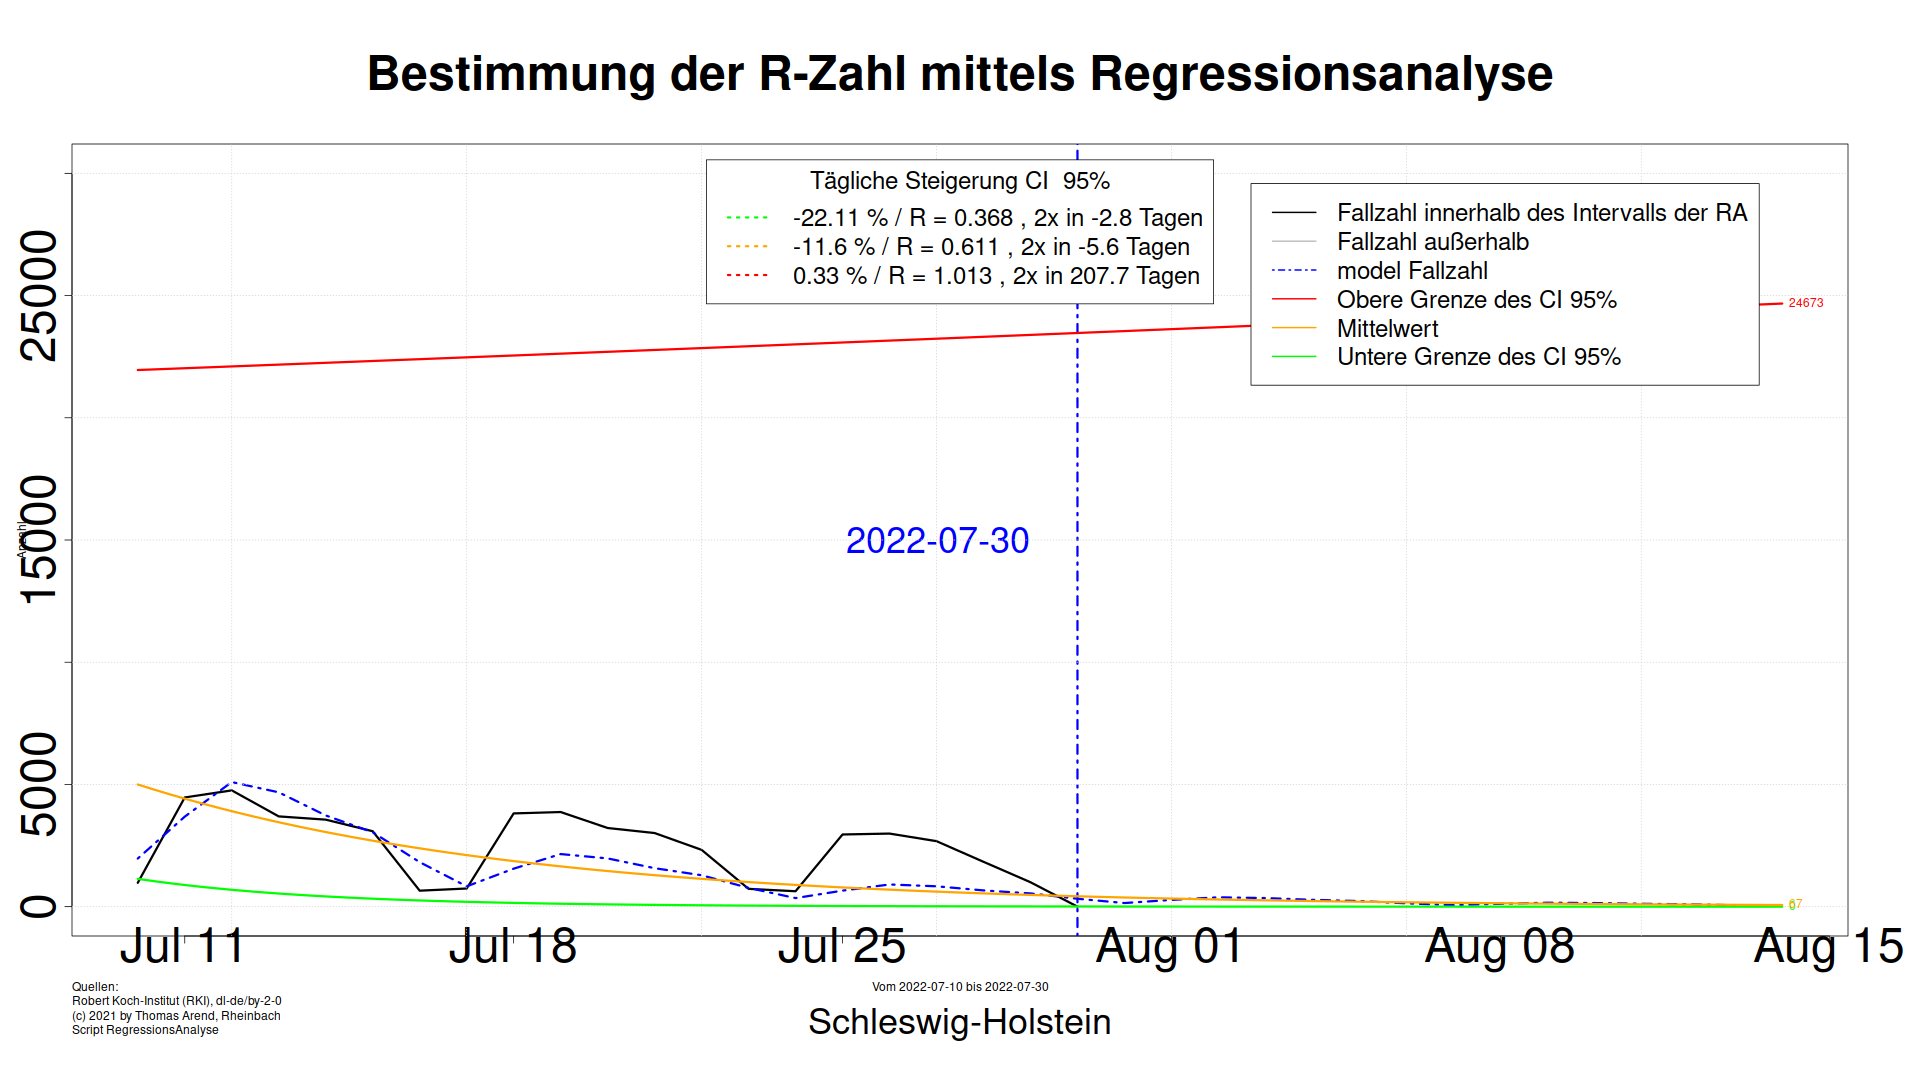 Bestimmung der R-Zahl mittels Regressionsanalyse
Tägliche Steigerung CI 95%
-22.11 % / R = 0.368 , 2x in -2.8 Tagen
-11.6 % / R = 0.611 , 2x in -5.6 Tagen
0.33 % / R = 1.013 , 2x in 207.7 Tagen
Fallzahl innerhalb des Intervalls der RA
Fallzahl außerhalb
model Fallzahl
Obere Grenze des CI 95%
Mittelwert
Untere Grenze des CI 95%
24673
25000
15000
5000
0
Anzahl
2022-07-30
67
0
Jul 11
Jul 18
Jul 25
Aug 01
Aug 08
Aug 15
Quellen:
Robert Koch-Institut (RKI), dl-de/by-2-0
(c) 2021 by Thomas Arend, Rheinbach
Script RegressionsAnalyse
Vom 2022-07-10 bis 2022-07-30
Schleswig-Holstein